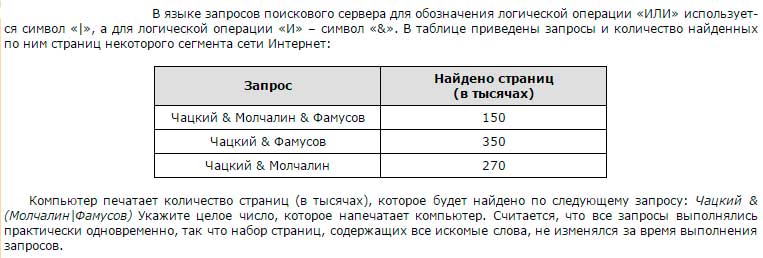 В языке запросов поискового сервера для обозначения логической операции «ИЛИ» использует-
ся символ «|», а для логической операции «И» – символ «&». В таблице приведены запросы и количество найденных
по ним страниц некоторого сегмента сети Интернет:
Запрос Найдено страниц
(в тысячах)
Чацкий & Молчалин & Фамусов 150
Чацкий & Фамусов 350
Чацкий & Молчалин 270
Компьютер печатает количество страниц (в тысячах), которое будет найдено по следующему запросу: Чацкий &
(Молчалин|Фамусов) Укажите целое число, которое напечатает компьютер. Считается, что все запросы выполнялись
практически одновременно, так что набор страниц, содержащих все искомые слова, не изменялся за время выполнения
запросов.